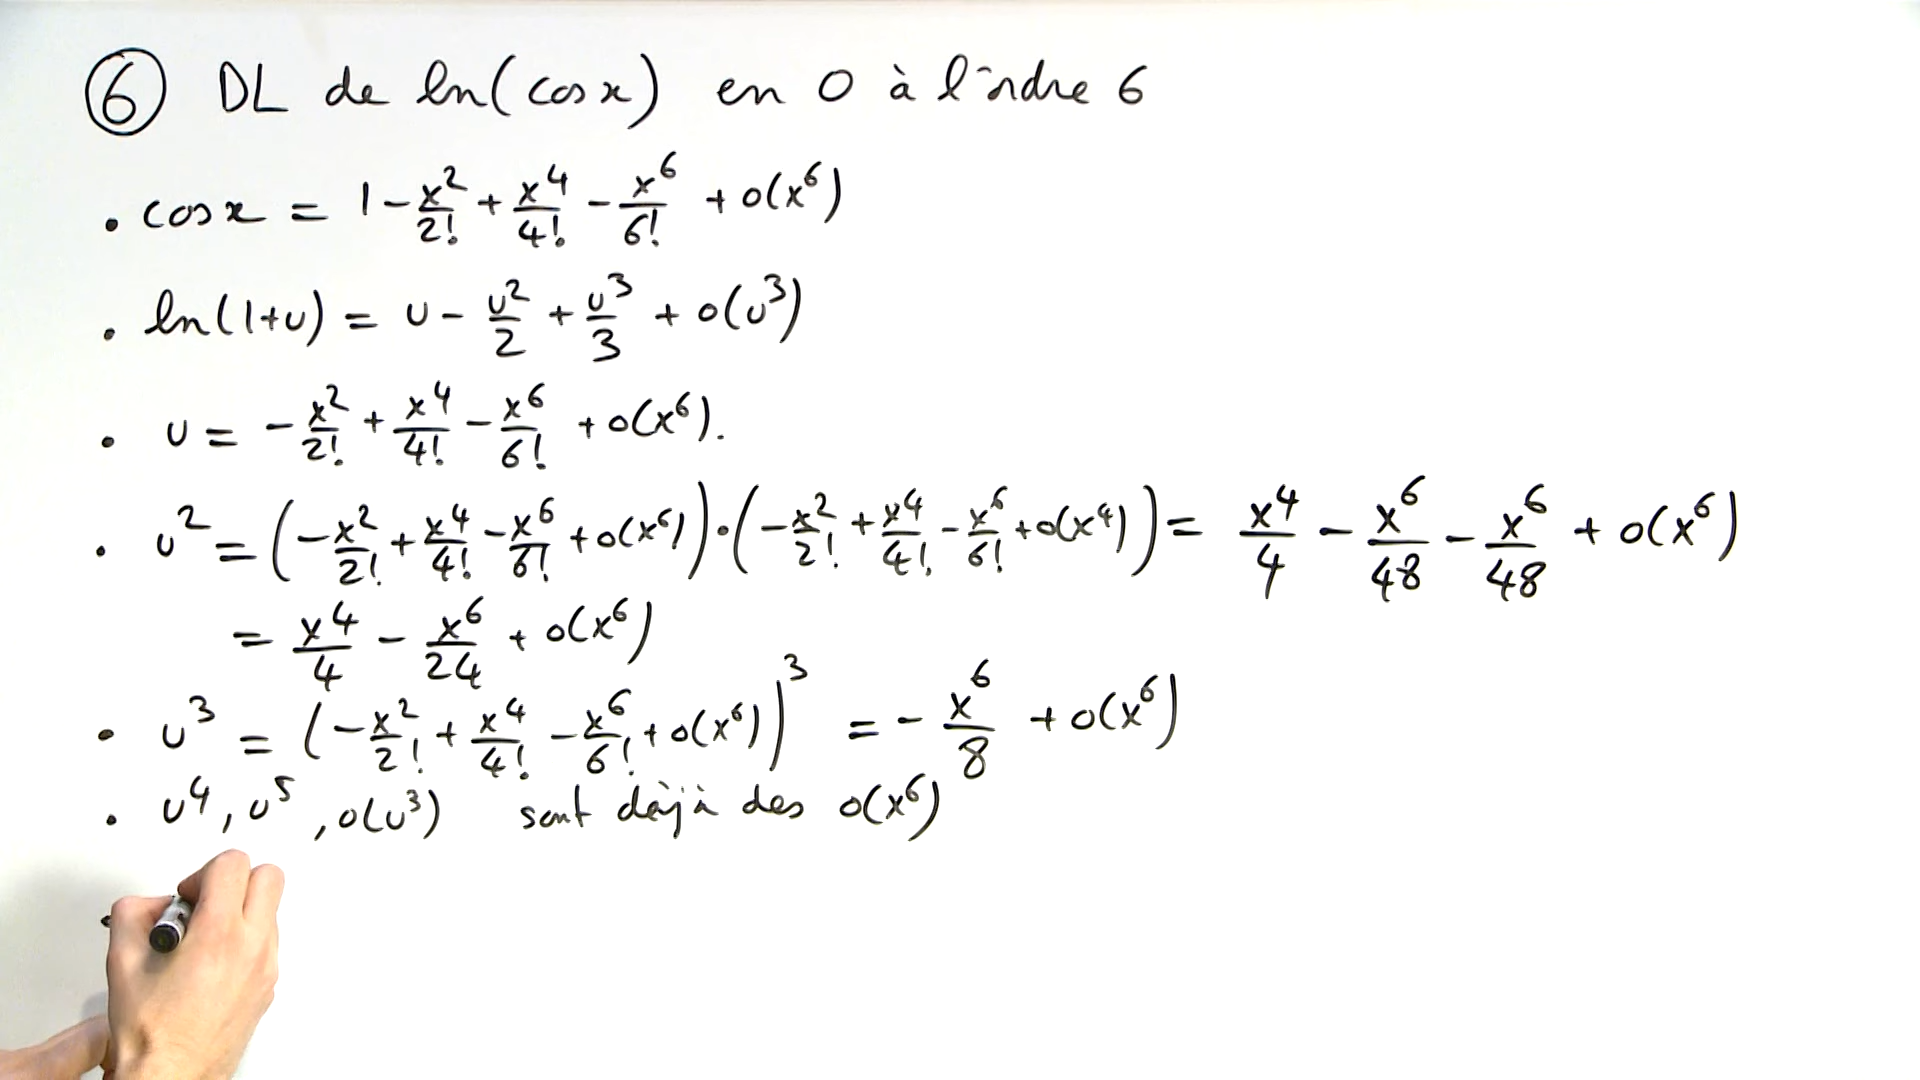 ⑥ DL de ln(cos x) en 0 à l'ordre 6
• cos x = 1 - x²/2! + x⁴/4! - x⁶/6! + o(x⁶)
• ln(1+u) = u - u²/2 + u³/3 + o(u³)
• u = - x²/2! + x⁴/4! - x⁶/6! + o(x⁶).
• u² = (- x²/2! + x⁴/4! - x⁶/6! + o(x⁶)) · (- x²/2! + x⁴/4! - x⁶/6! + o(x⁴)) = x⁴/4 - x⁶/48 - x⁶/48 + o(x⁶)
= x⁴/4 - x⁶/24 + o(x⁶)
• u³ = (- x²/2! + x⁴/4! - x⁶/6! + o(x⁶))³ = - x⁶/8 + o(x⁶)
• u⁴, u⁵, o(u³) sont déjà des o(x⁶)